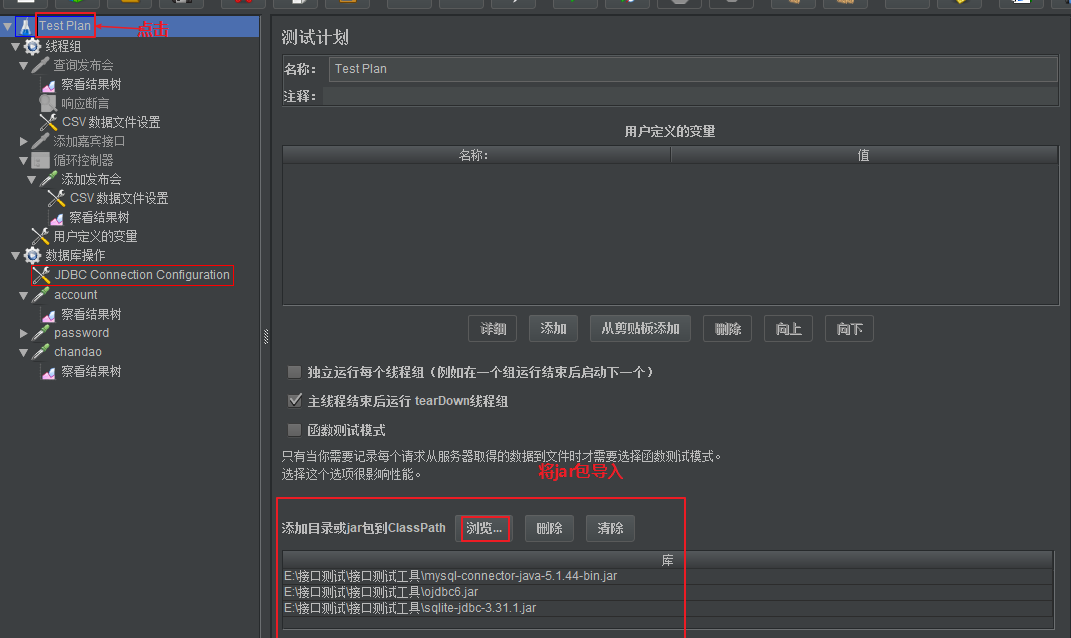 Test Plan
点击
线程组
查询发布会
察看结果树
响应断言
CSV 数据文件设置
添加嘉宾接口
循环控制器
添加发布会
CSV 数据文件设置
察看结果树
用户定义的变量
数据库操作
JDBC Connection Configuration
account
察看结果树
password
chandao
察看结果树
测试计划
名称： Test Plan
注释：
用户定义的变量
名称： 值
详细 添加 从剪贴板添加 删除 向上 向下
独立运行每个线程组（例如在一个组运行结束后启动下一个）
主线程结束后运行 tearDown线程组
函数测试模式
只有当你需要记录每个请求从服务器取得的数据到文件时才需要选择函数测试模式。
选择这个选项很影响性能。
将jar包导入
添加目录或jar包到ClassPath 浏览... 删除 清除
库
E:\接口测试\接口测试工具\mysql-connector-java-5.1.44-bin.jar
E:\接口测试\接口测试工具\ojdbc6.jar
E:\接口测试\接口测试工具\sqlite-jdbc-3.31.1.jar